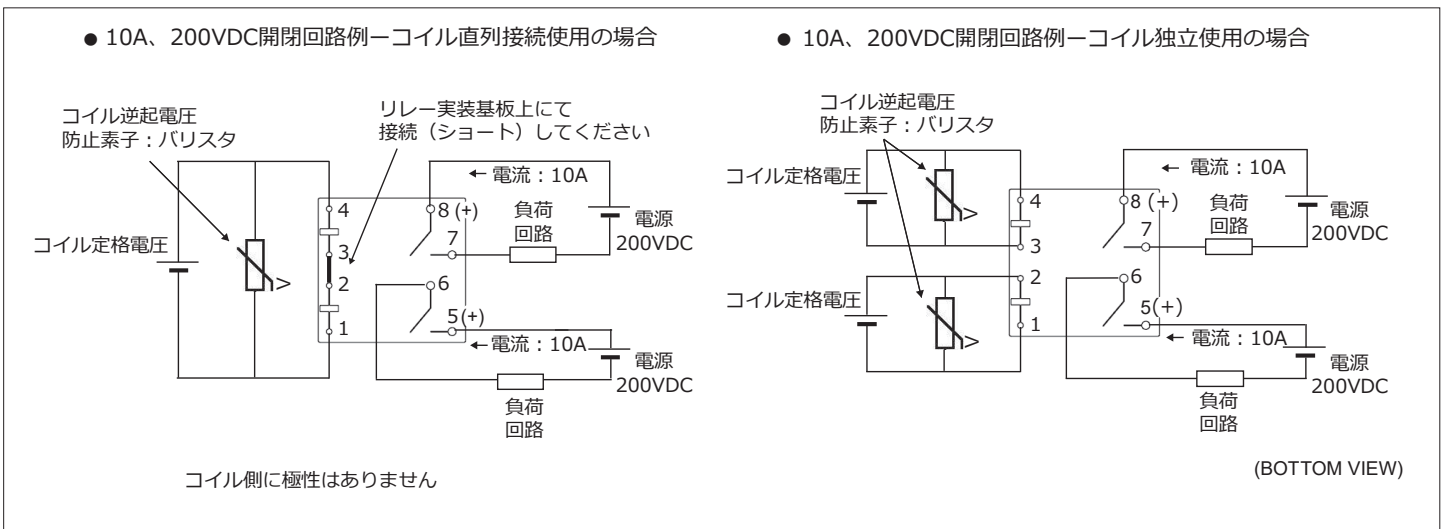 ● 10A、200VDC開閉回路例ーコイル直列接続使用の場合
コイル逆起電圧
防止素子：バリスタ
リレー実装基板上にて
接続（ショート）してください
← 電流：10A
4
8 (+)
負荷
回路
電源
200VDC
コイル定格電圧
3
7
V
2
6
1
5(+)
← 電流：10A
電源
200VDC
負荷
回路
コイル側に極性はありません
● 10A、200VDC開閉回路例ーコイル独立使用の場合
コイル逆起電圧
防止素子：バリスタ
← 電流：10A
コイル定格電圧
V
4
8 (+)
負荷
回路
電源
200VDC
3
7
2
6
コイル定格電圧
V
1
5(+)
← 電流：10A
電源
200VDC
負荷
回路
(BOTTOM VIEW)